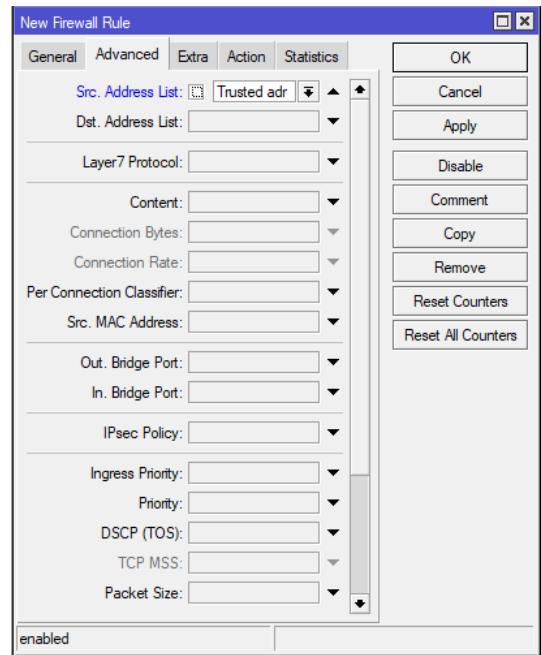 New Firewall Rule
General Advanced Extra Action Statistics
Src. Address List: Trusted adr
Dst. Address List:
Layer7 Protocol:
Content:
Connection Bytes:
Connection Rate:
Per Connection Classifier:
Src. MAC Address:
Out. Bridge Port:
In. Bridge Port:
IPsec Policy:
Ingress Priority:
Priority:
DSCP (TOS):
TCP MSS:
Packet Size:
OK
Cancel
Apply
Disable
Comment
Copy
Remove
Reset Counters
Reset All Counters
enabled